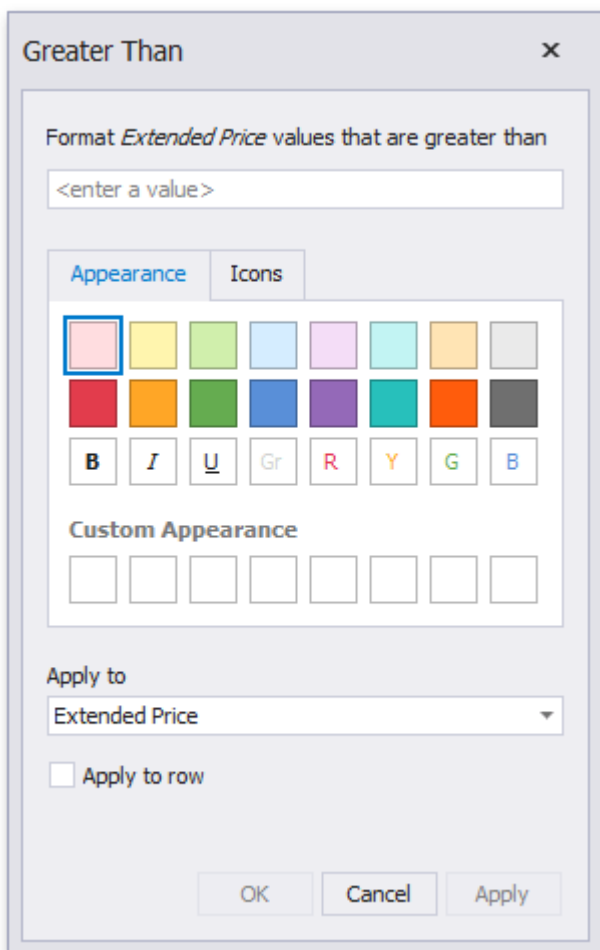 Greater Than
Format Extended Price values that are greater than
<enter a value>
Appearance Icons
B I U Gr R Y G B
Custom Appearance
Apply to
Extended Price
Apply to row
OK Cancel Apply